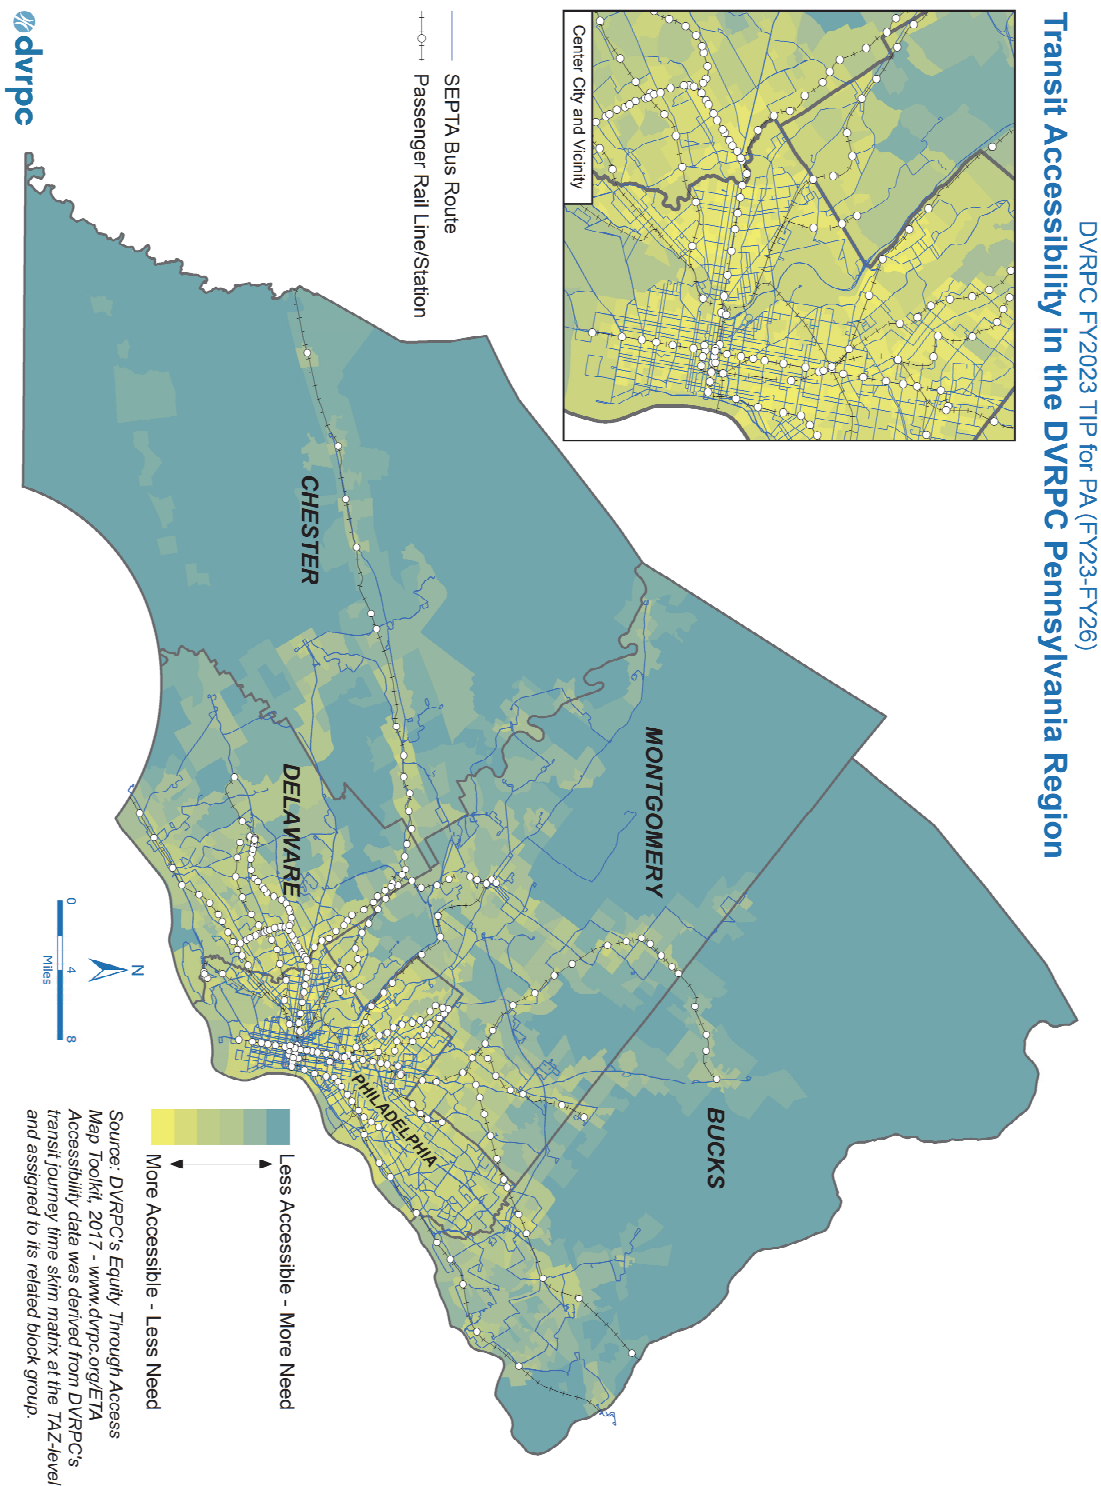 DVRPC FY2023 TIP for PA (FY23-FY26)
Transit Accessibility in the DVRPC Pennsylvania Region
Center City and Vicinity
SEPTA Bus Route
Passenger Rail Line/Station
CHESTER
MONTGOMERY
DELAWARE
BUCKS
PHILADELPHIA
N
0 4 8
Miles
Less Accessible - More Need
More Accessible - Less Need
Source: DVRPC's Equity Through Access
Map Toolkit, 2017 - www.dvrpc.org/ETA
Accessibility data was derived from DVRPC's
transit journey time skim matrix at the TAZ-level
and assigned to its related block group.
dvrpc